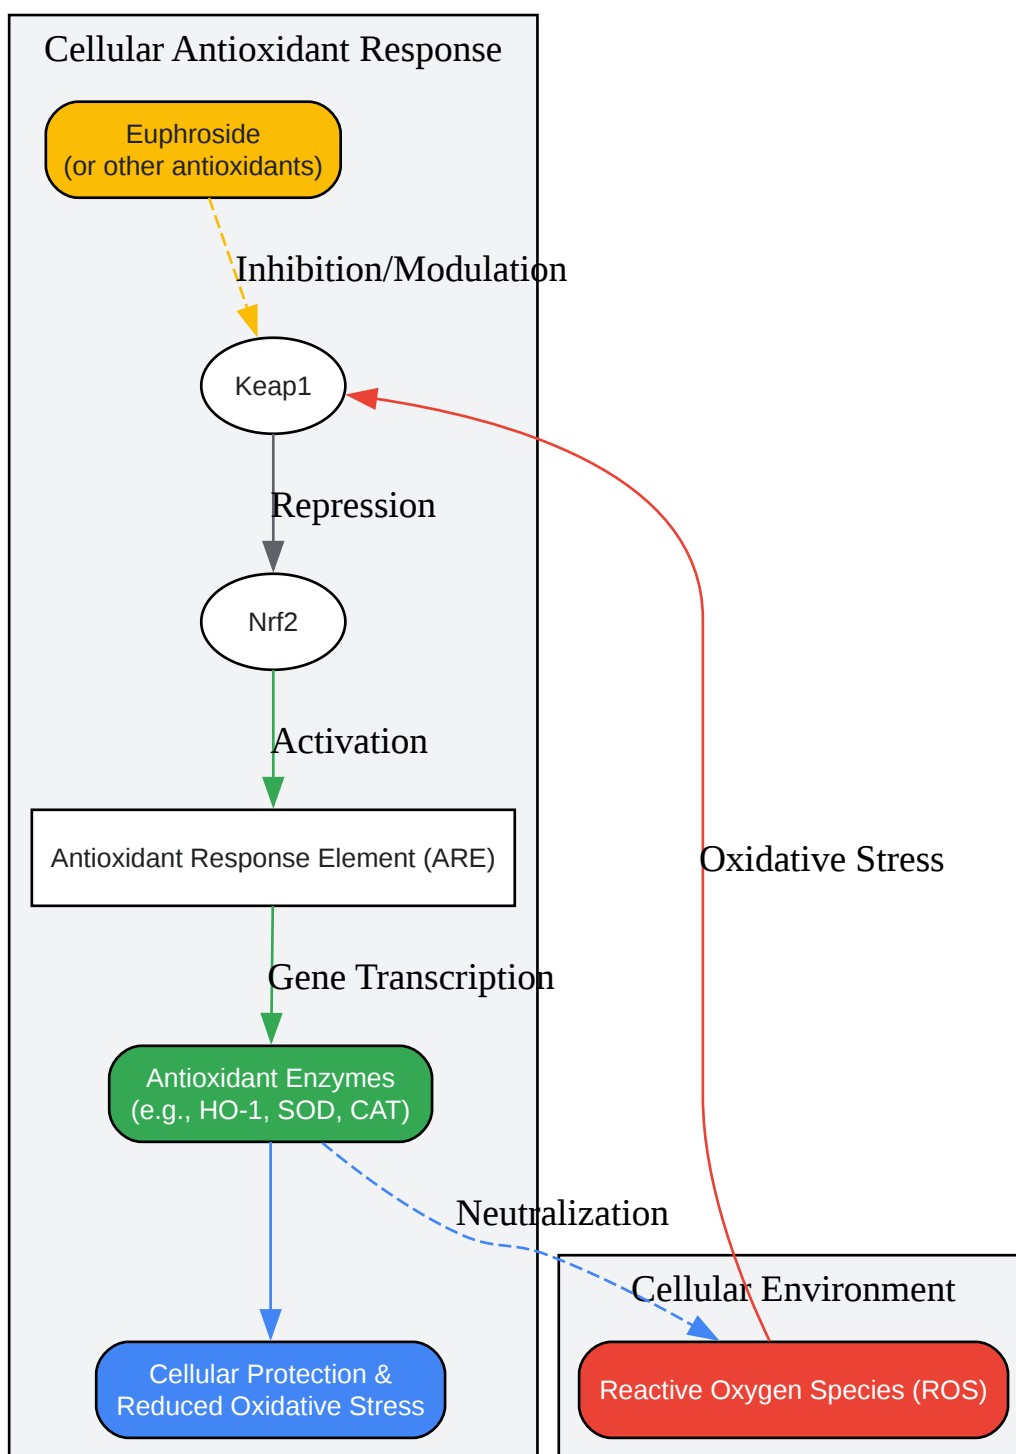 Cellular Antioxidant Response
Euphroside
(or other antioxidants)
Inhibition/Modulation
Keap1
Repression
Nrf2
Activation
Antioxidant Response Element (ARE)
Oxidative Stress
Gene Transcription
Antioxidant Enzymes
(e.g., HO-1, SOD, CAT)
Neutralization
Cellular Environment
Cellular Protection &
Reduced Oxidative Stress
Reactive Oxygen Species (ROS)